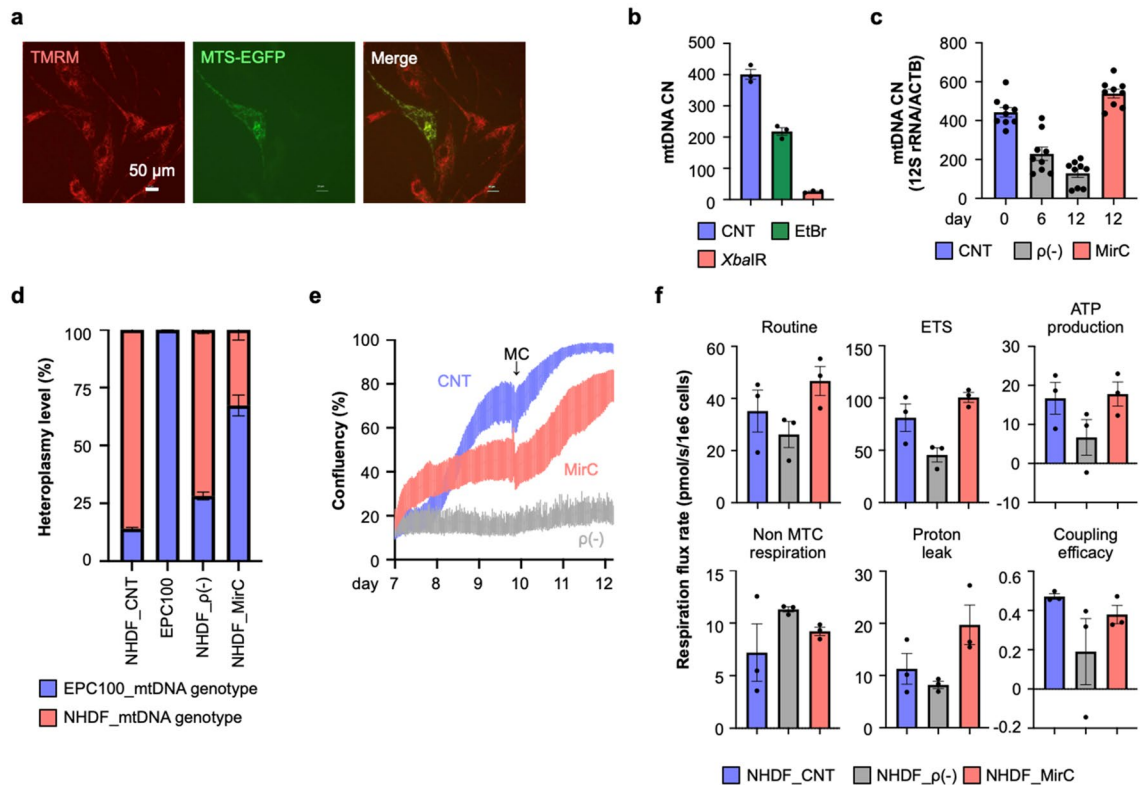 a
TMRM
MTS-EGFP
Merge
50 μm
b
mtDNA CN
400
300
200
100
0
CNT
EtBr
XbaIR
c
mtDNA CN
(12S rRNA/ACTB)
800
600
400
200
0
day 0 6 12 12
CNT
ρ(-)
MirC
d
Heteroplasmy level (%)
100
75
50
25
0
NHDF_CNT
EPC100
NHDF_ρ(-)
NHDF_MirC
EPC100_mtDNA genotype
NHDF_mtDNA genotype
e
Confluency (%)
100
80
60
40
20
0
MC
CNT
MirC
ρ(-)
day 7 8 9 10 11 12
f
Respiration flux rate (pmol/s/1e6 cells)
Routine
60
40
20
0
ETS
150
100
50
0
ATP
production
30
20
10
0
-10
Non MTC
respiration
15
10
5
0
Proton
leak
30
20
10
0
Coupling
efficacy
0.6
0.4
0.2
0
-0.2
NHDF_CNT
NHDF_ρ(-)
NHDF_MirC